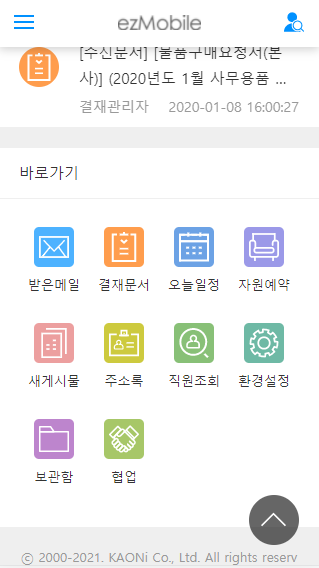 ezMobile
[수신문서] [물품구매요청서(본
사)] (2020년도 1월 사무용품 ...
결재관리자 2020-01-08 16:00:27
바로가기
받은메일 결재문서 오늘일정 자원예약
새게시물 주소록 직원조회 환경설정
보관함 협업
ⓒ 2000-2021. KAONi Co., Ltd. All rights reserv